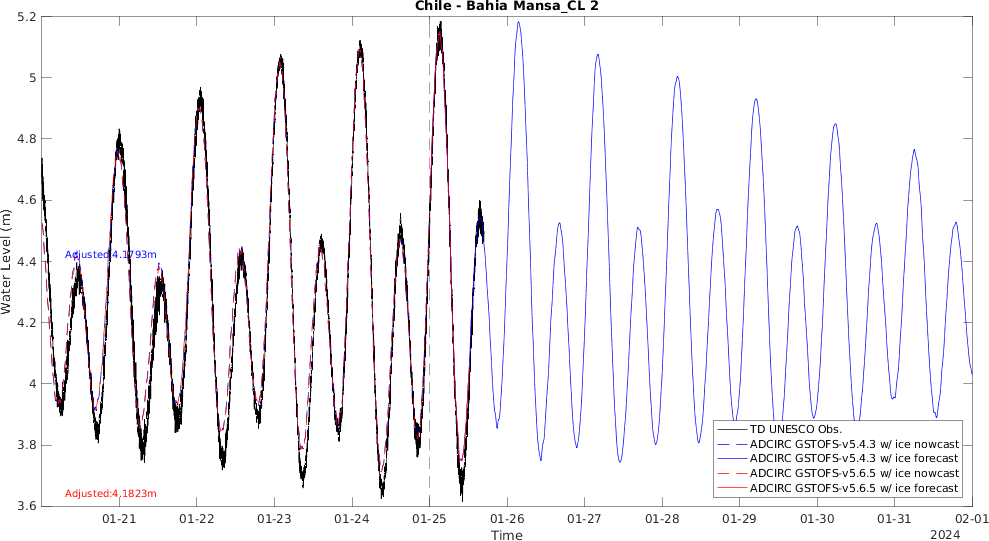 Chile - Bahia Mansa_CL 2
5.2
5
4.8
4.6
4.4
4.2
4
3.8
3.6
Water Level (m)
Adjusted:4.1793m
Adjusted:4.1823m
TD UNESCO Obs.
ADCIRC GSTOFS-v5.4.3 w/ ice nowcast
ADCIRC GSTOFS-v5.4.3 w/ ice forecast
ADCIRC GSTOFS-v5.6.5 w/ ice nowcast
ADCIRC GSTOFS-v5.6.5 w/ ice forecast
01-21 01-22 01-23 01-24 01-25 01-26 01-27 01-28 01-29 01-30 01-31 02-01
Time
2024